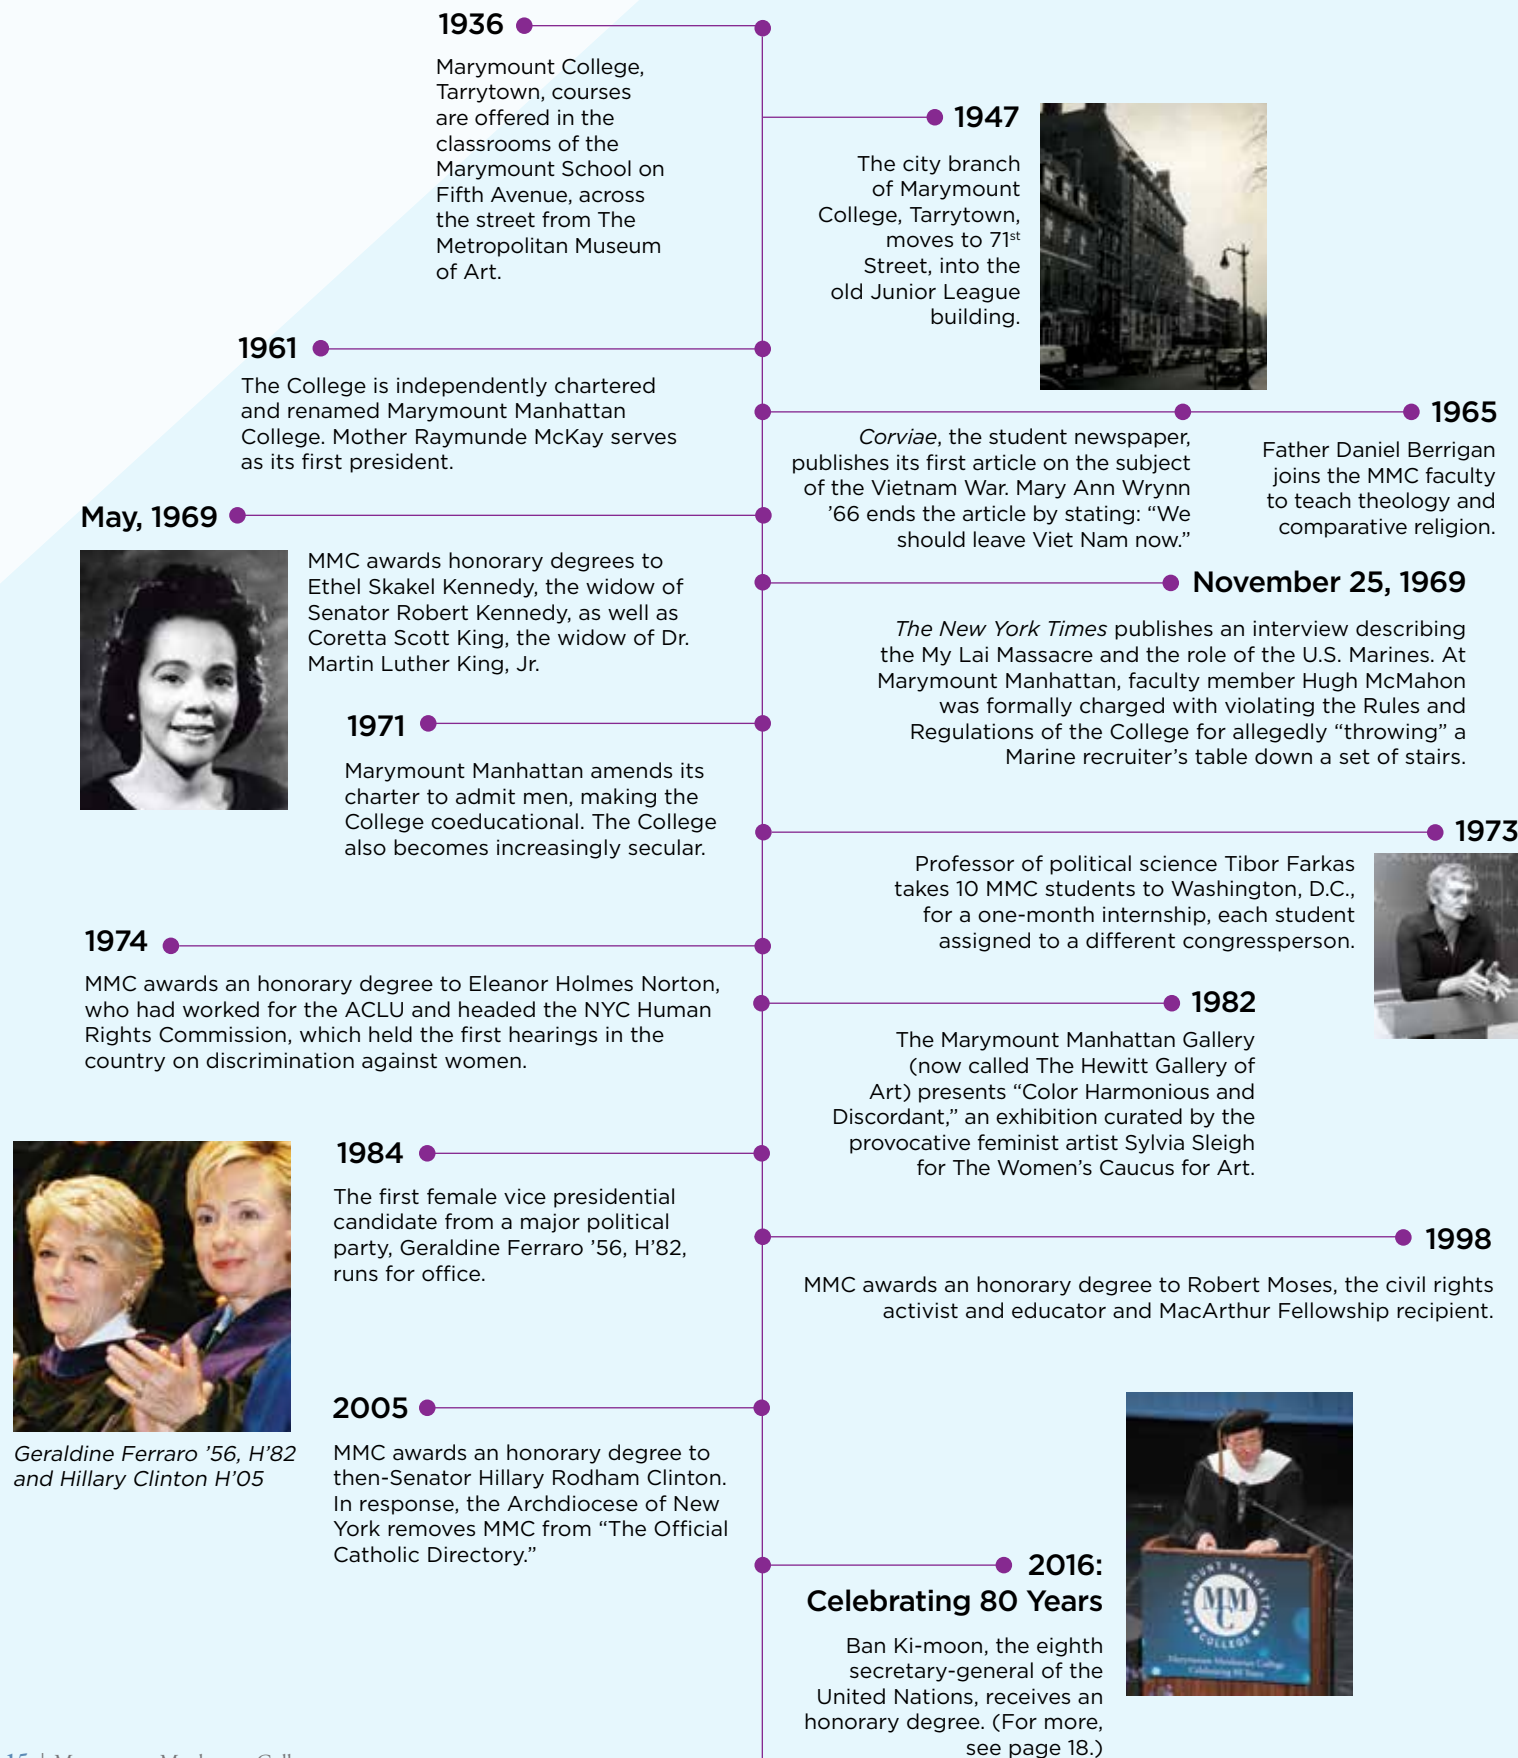 1936
Marymount College,
Tarrytown, courses
are offered in the
classrooms of the
Marymount School on
Fifth Avenue, across
the street from The
Metropolitan Museum
of Art.
1947
The city branch
of Marymount
College, Tarrytown,
moves to 71st
Street, into the
old Junior League
building.
1961
The College is independently chartered
and renamed Marymount Manhattan
College. Mother Raymunde McKay serves
as its first president.
1965
Corviae, the student newspaper,
publishes its first article on the subject
of the Vietnam War. Mary Ann Wrynn
’66 ends the article by stating: “We
should leave Viet Nam now.”
Father Daniel Berrigan
joins the MMC faculty
to teach theology and
comparative religion.
May, 1969
MMC awards honorary degrees to
Ethel Skakel Kennedy, the widow of
Senator Robert Kennedy, as well as
Coretta Scott King, the widow of Dr.
Martin Luther King, Jr.
November 25, 1969
The New York Times publishes an interview describing
the My Lai Massacre and the role of the U.S. Marines. At
Marymount Manhattan, faculty member Hugh McMahon
was formally charged with violating the Rules and
Regulations of the College for allegedly “throwing” a
Marine recruiter’s table down a set of stairs.
1971
Marymount Manhattan amends its
charter to admit men, making the
College coeducational. The College
also becomes increasingly secular.
1973
Professor of political science Tibor Farkas
takes 10 MMC students to Washington, D.C.,
for a one-month internship, each student
assigned to a different congressperson.
1974
MMC awards an honorary degree to Eleanor Holmes Norton,
who had worked for the ACLU and headed the NYC Human
Rights Commission, which held the first hearings in the
country on discrimination against women.
1982
The Marymount Manhattan Gallery
(now called The Hewitt Gallery of
Art) presents “Color Harmonious and
Discordant,” an exhibition curated by the
provocative feminist artist Sylvia Sleigh
for The Women’s Caucus for Art.
1984
The first female vice presidential
candidate from a major political
party, Geraldine Ferraro ’56, H’82,
runs for office.
Geraldine Ferraro ’56, H’82
and Hillary Clinton H’05
1998
MMC awards an honorary degree to Robert Moses, the civil rights
activist and educator and MacArthur Fellowship recipient.
2005
MMC awards an honorary degree to
then-Senator Hillary Rodham Clinton.
In response, the Archdiocese of New
York removes MMC from “The Official
Catholic Directory.”
2016:
Celebrating 80 Years
Ban Ki-moon, the eighth
secretary-general of the
United Nations, receives an
honorary degree. (For more,
see page 18.)
MARYMOUNT MANHATTAN
MMC
COLLEGE
Marymount Manhattan College
Celebrating 80 Years